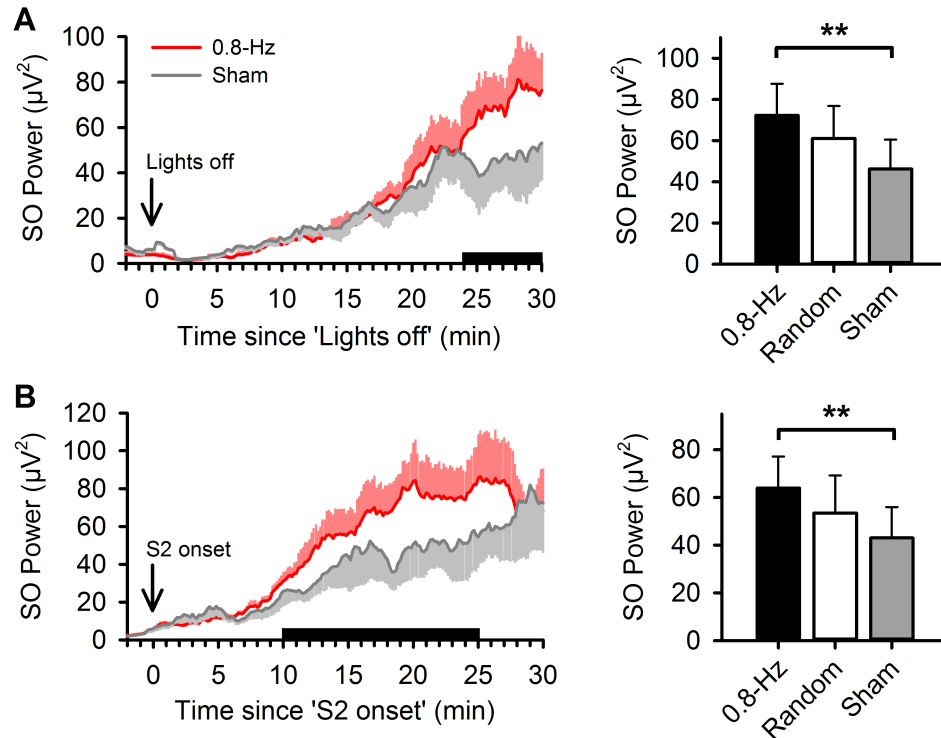 A
SO Power (µV²)
100
80
60
40
20
0
0.8-Hz
Sham
Lights off
0 5 10 15 20 25 30
Time since 'Lights off' (min)
SO Power (µV²)
100
80
60
40
20
0
**
0.8-Hz
Random
Sham
B
SO Power (µV²)
120
100
80
60
40
20
0
S2 onset
0 5 10 15 20 25 30
Time since 'S2 onset' (min)
SO Power (µV²)
80
60
40
20
0
**
0.8-Hz
Random
Sham